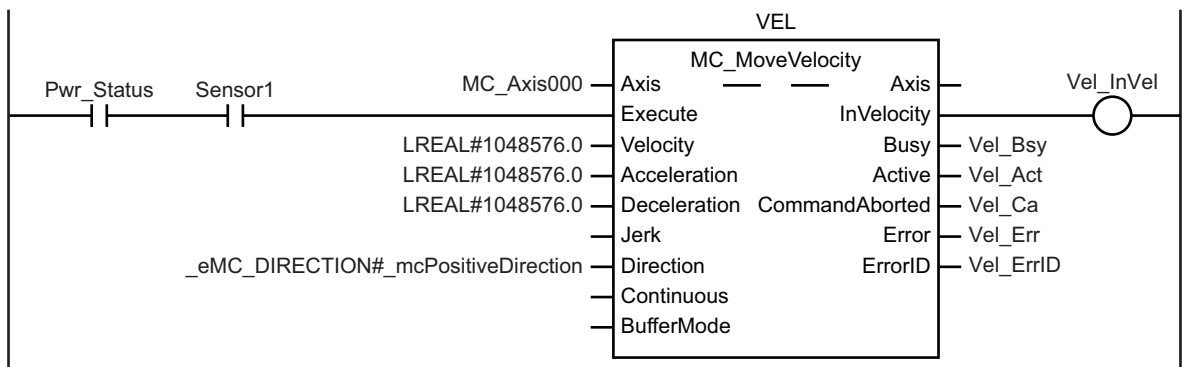 VEL
MC_MoveVelocity
Pwr_Status Sensor1 MC_Axis000 Axis Axis Vel_InVel
Execute InVelocity
LREAL#1048576.0 Velocity Busy Vel_Bsy
LREAL#1048576.0 Acceleration Active Vel_Act
LREAL#1048576.0 Deceleration CommandAborted Vel_Ca
Jerk Error Vel_Err
_eMC_DIRECTION#_mcPositiveDirection Direction ErrorID Vel_ErrID
Continuous
BufferMode